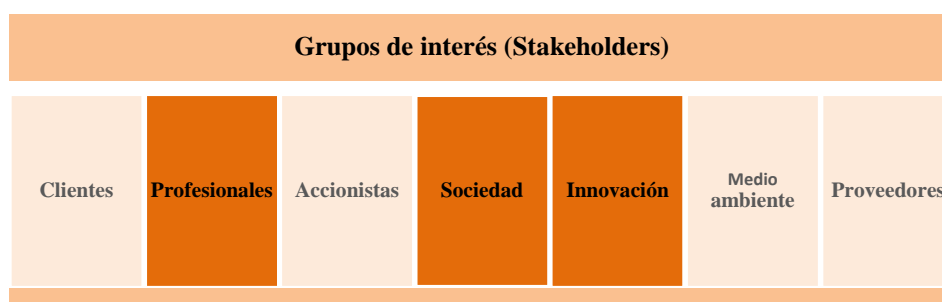 Grupos de interés (Stakeholders)
Clientes
Profesionales
Accionistas
Sociedad
Innovación
Medio
ambiente
Proveedores